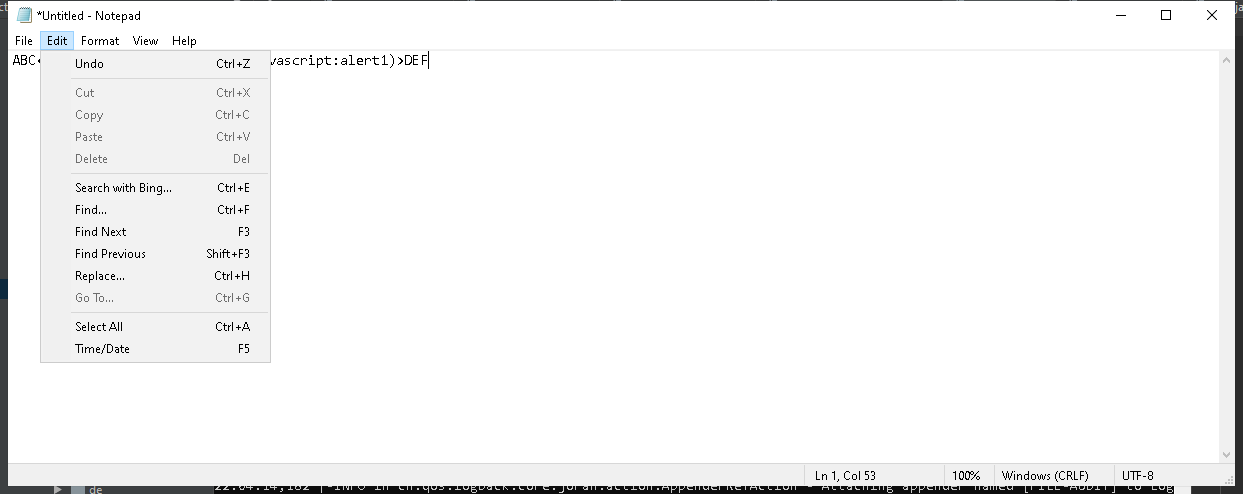 *Untitled - Notepad
File Edit Format View Help
ABC vascript:alert1)>DEF
Undo Ctrl+Z
Cut Ctrl+X
Copy Ctrl+C
Paste Ctrl+V
Delete Del
Search with Bing... Ctrl+E
Find... Ctrl+F
Find Next F3
Find Previous Shift+F3
Replace... Ctrl+H
Go To... Ctrl+G
Select All Ctrl+A
Time/Date F5
Ln 1, Col 53 100% Windows (CRLF) UTF-8
de